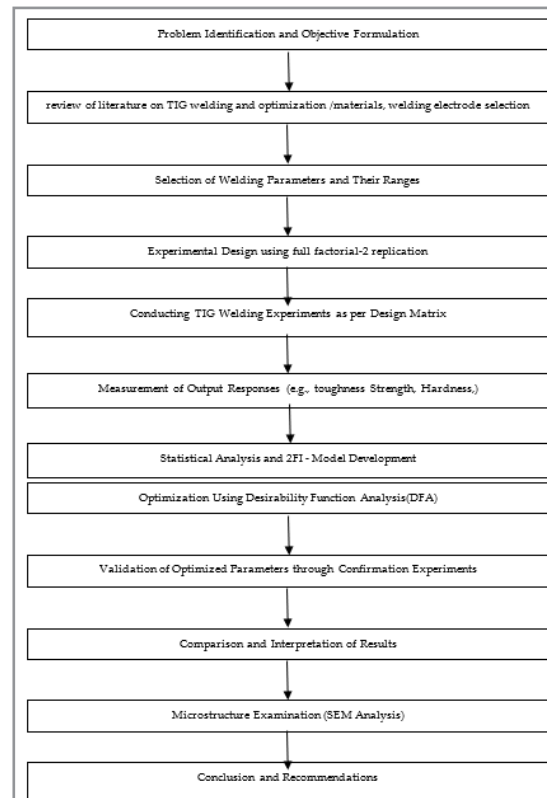 Problem Identification and Objective Formulation
review of literature on TIG welding and optimization /materials, welding electrode selection
Selection of Welding Parameters and Their Ranges
Experimental Design using full factorial-2 replication
Conducting TIG Welding Experiments as per Design Matrix
Measurement of Output Responses (e.g., toughness Strength, Hardness,)
Statistical Analysis and 2FI - Model Development
Optimization Using Desirability Function Analysis(DFA)
Validation of Optimized Parameters through Confirmation Experiments
Comparison and Interpretation of Results
Microstructure Examination (SEM Analysis)
Conclusion and Recommendations